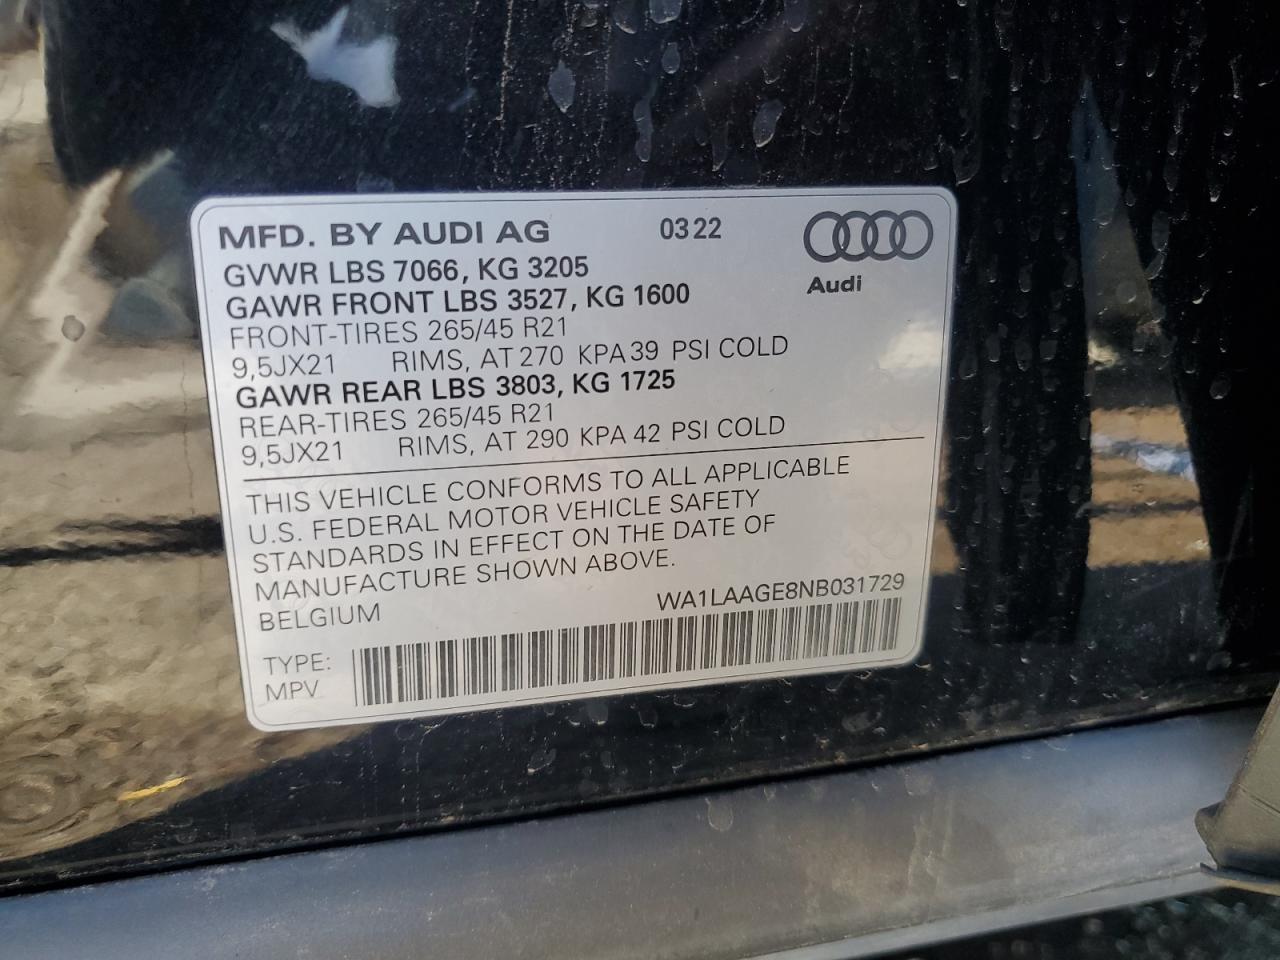 MFD. BY AUDI AG 0322
GVWR LBS 7066, KG 3205
Audi
GAWR FRONT LBS 3527, KG 1600
FRONT-TIRES 265/45 R21
9,5JX21 RIMS, AT 270 KPA 39 PSI COLD
GAWR REAR LBS 3803, KG 1725
REAR-TIRES 265/45 R21
9,5JX21 RIMS, AT 290 KPA 42 PSI COLD
THIS VEHICLE CONFORMS TO ALL APPLICABLE
U.S. FEDERAL MOTOR VEHICLE SAFETY
STANDARDS IN EFFECT ON THE DATE OF
MANUFACTURE SHOWN ABOVE.
BELGIUM WA1LAAGE8NB031729
TYPE:
MPV